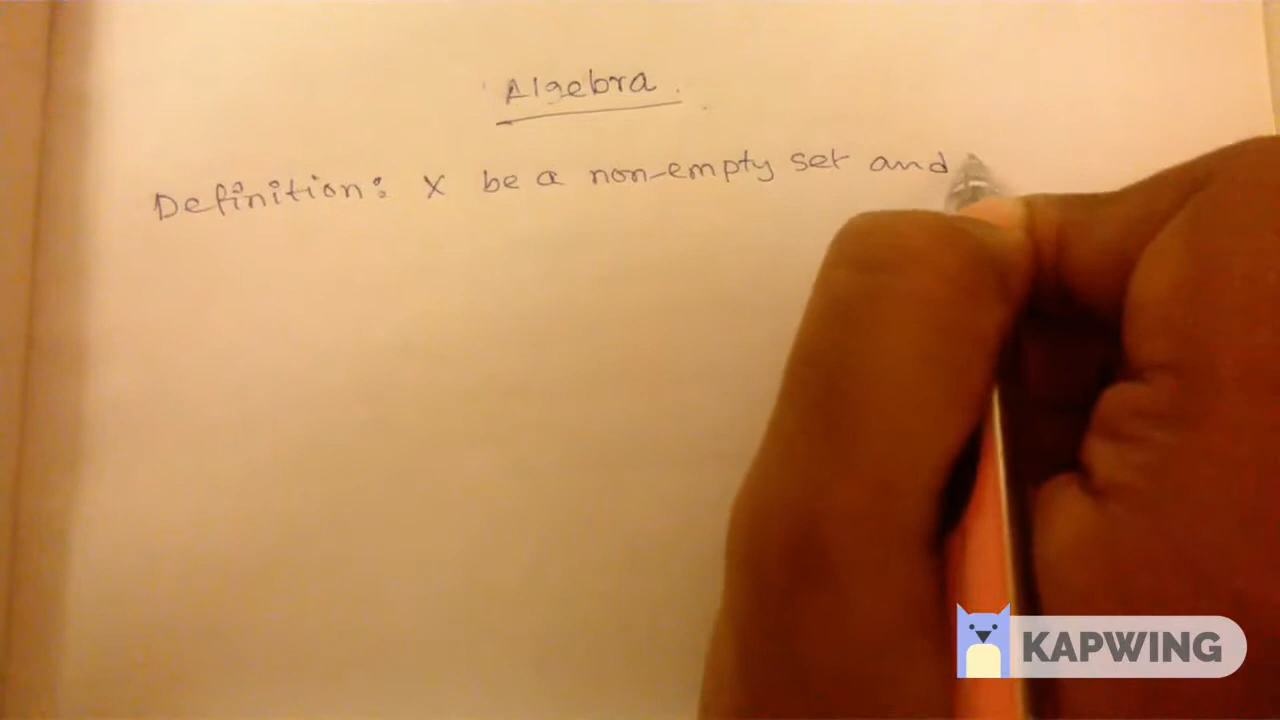 Algebra.
Definition: X be a non-empty set and
KAPWING